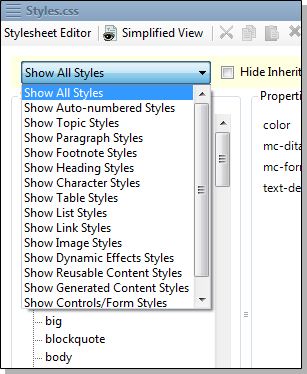 Styles.css
Stylesheet Editor Simplified View
Show All Styles Hide Inherit
Show All Styles
Show Auto-numbered Styles
Show Topic Styles
Show Paragraph Styles
Show Footnote Styles
Show Heading Styles
Show Character Styles
Show Table Styles
Show List Styles
Show Link Styles
Show Image Styles
Show Dynamic Effects Styles
Show Reusable Content Styles
Show Generated Content Styles
Show Controls/Form Styles
big
blockquote
body
Propertie
color
mc-dita
mc-for
text-de